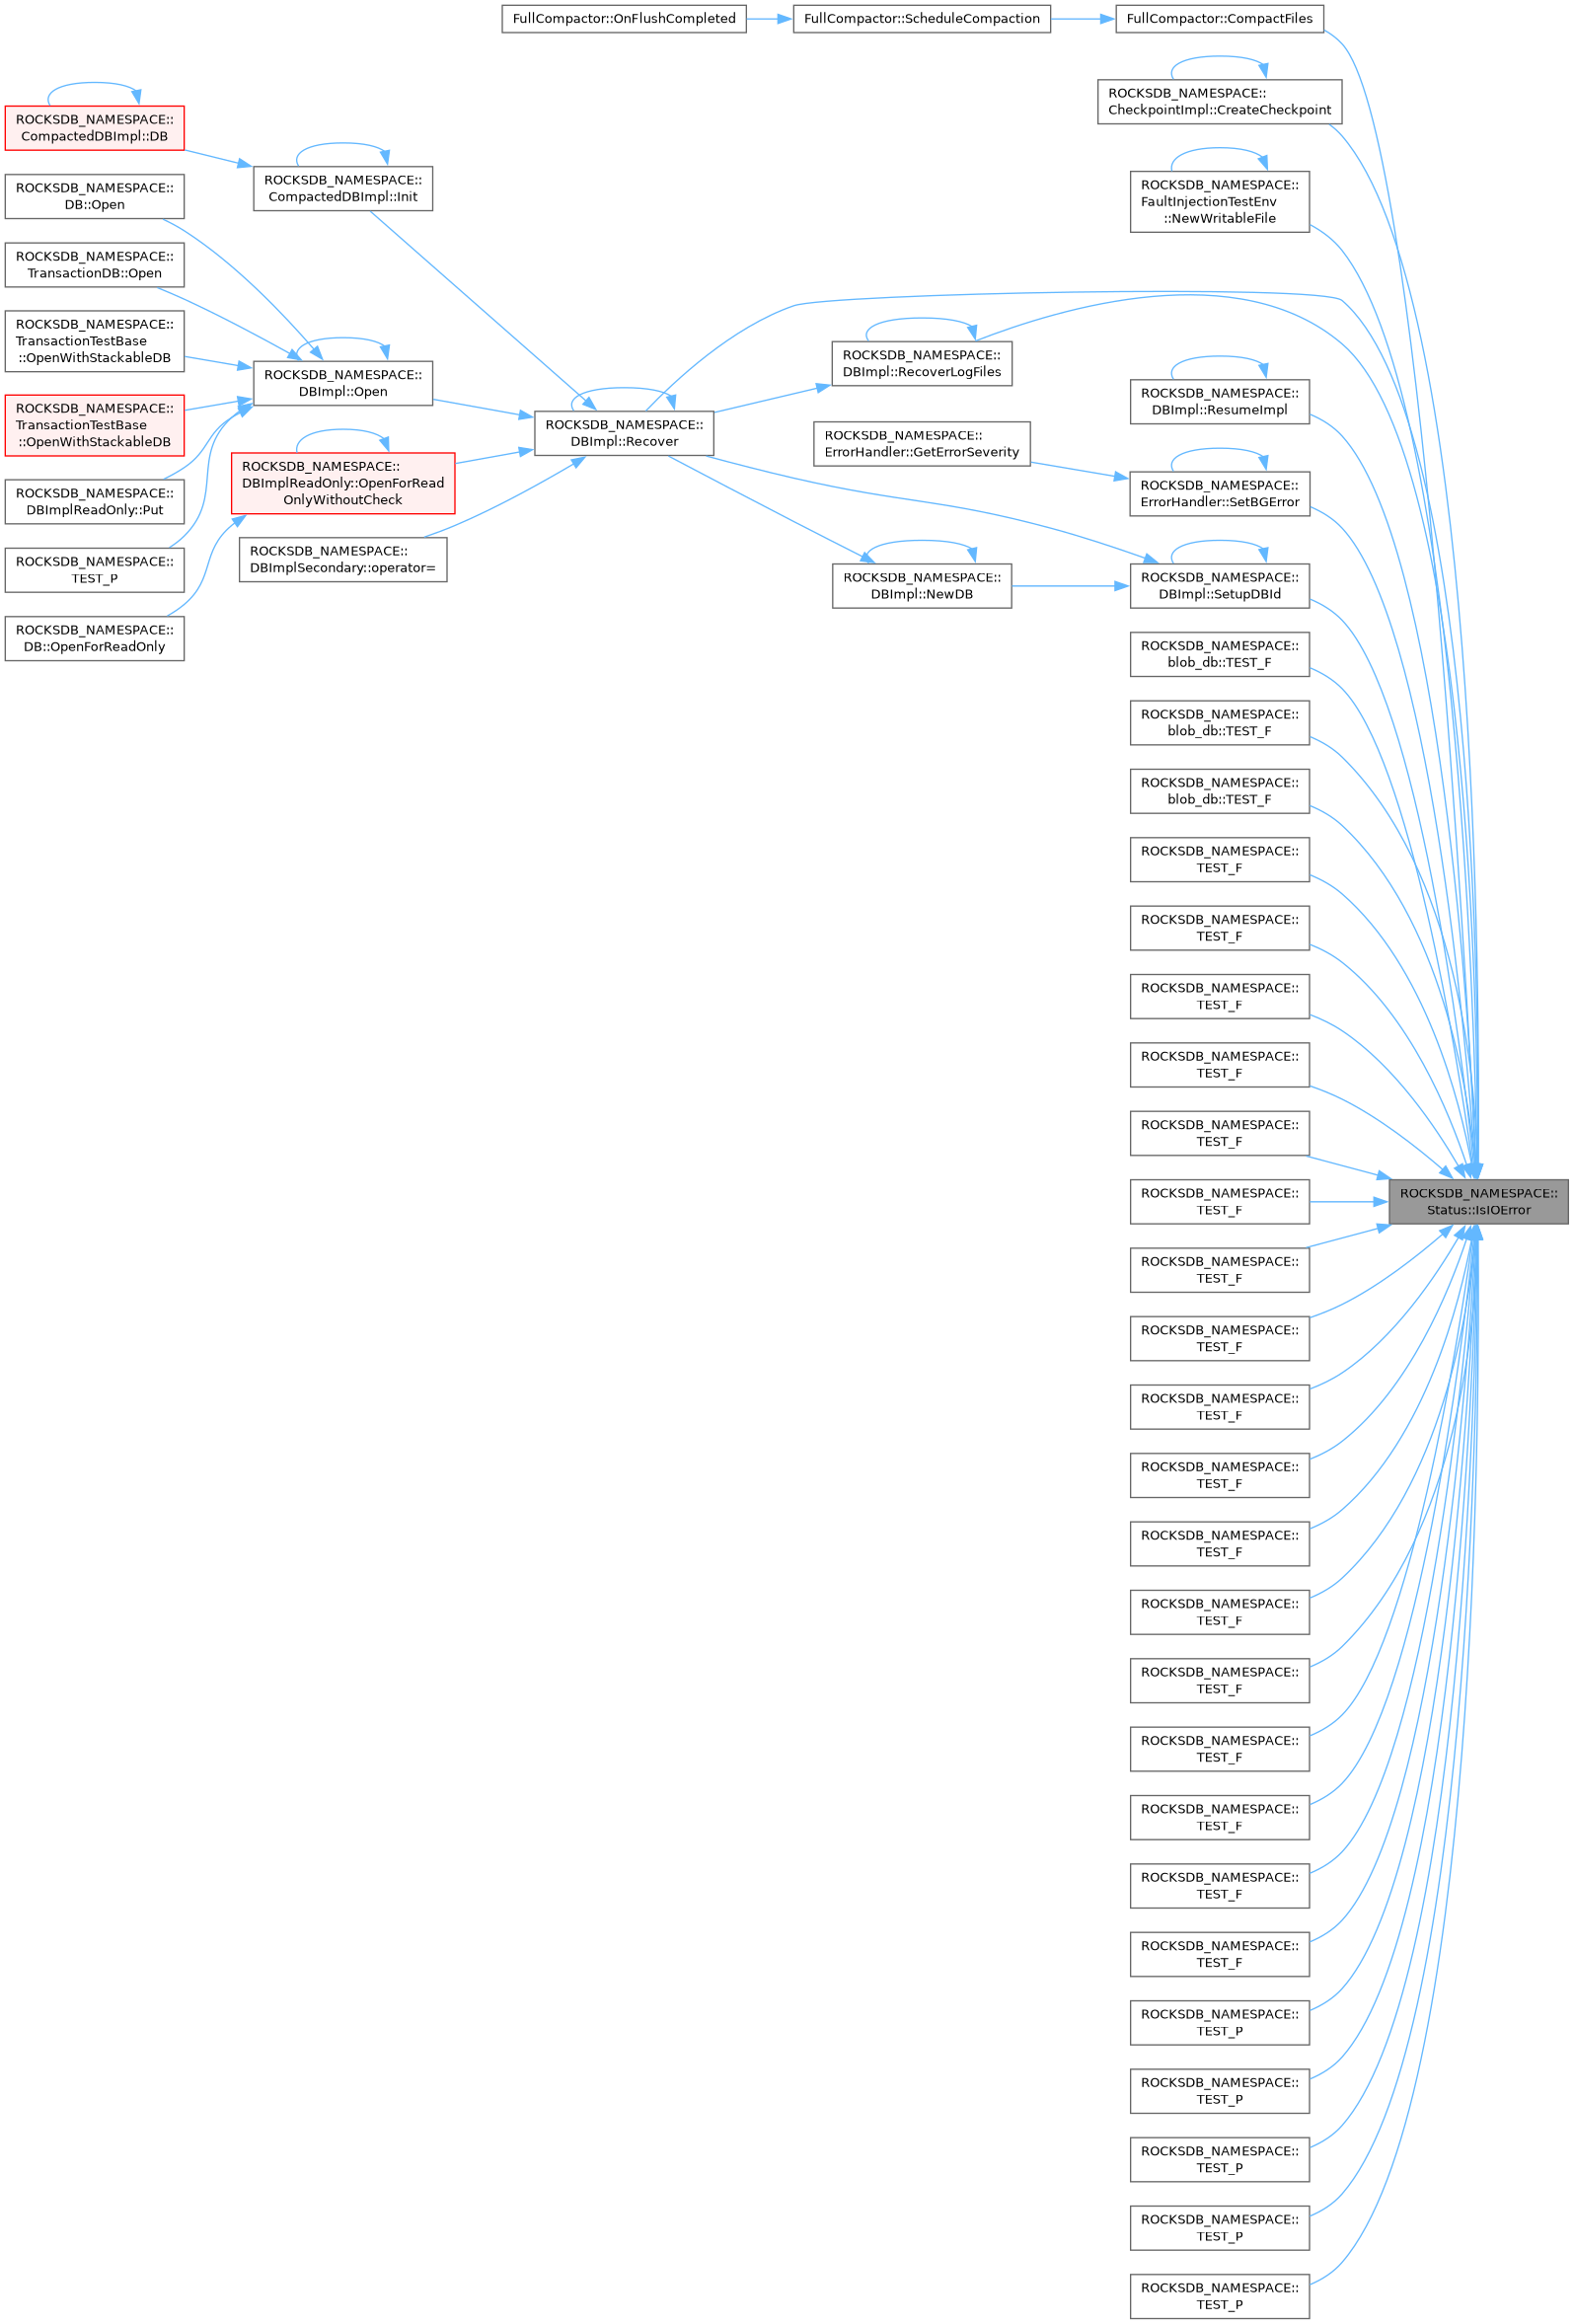 FullCompactor::OnFlushCompleted
FullCompactor::ScheduleCompaction
FullCompactor::CompactFiles
ROCKSDB_NAMESPACE::
CompactedDBImpl::DB
ROCKSDB_NAMESPACE::
DB::Open
ROCKSDB_NAMESPACE::
TransactionDB::Open
ROCKSDB_NAMESPACE::
TransactionTestBase
::OpenWithStackableDB
ROCKSDB_NAMESPACE::
TransactionTestBase
::OpenWithStackableDB
ROCKSDB_NAMESPACE::
DBImplReadOnly::Put
ROCKSDB_NAMESPACE::
TEST_P
ROCKSDB_NAMESPACE::
DB::OpenForReadOnly
ROCKSDB_NAMESPACE::
CompactedDBImpl::Init
ROCKSDB_NAMESPACE::
DBImpl::Open
ROCKSDB_NAMESPACE::
DBImplReadOnly::OpenForRead
OnlyWithoutCheck
ROCKSDB_NAMESPACE::
DBImplSecondary::operator=
ROCKSDB_NAMESPACE::
DBImpl::Recover
ROCKSDB_NAMESPACE::
DBImpl::RecoverLogFiles
ROCKSDB_NAMESPACE::
ErrorHandler::GetErrorSeverity
ROCKSDB_NAMESPACE::
DBImpl::NewDB
ROCKSDB_NAMESPACE::
CheckpointImpl::CreateCheckpoint
ROCKSDB_NAMESPACE::
FaultInjectionTestEnv
::NewWritableFile
ROCKSDB_NAMESPACE::
DBImpl::ResumeImpl
ROCKSDB_NAMESPACE::
ErrorHandler::SetBGError
ROCKSDB_NAMESPACE::
DBImpl::SetupDBId
ROCKSDB_NAMESPACE::
blob_db::TEST_F
ROCKSDB_NAMESPACE::
blob_db::TEST_F
ROCKSDB_NAMESPACE::
blob_db::TEST_F
ROCKSDB_NAMESPACE::
TEST_F
ROCKSDB_NAMESPACE::
TEST_F
ROCKSDB_NAMESPACE::
TEST_F
ROCKSDB_NAMESPACE::
TEST_F
ROCKSDB_NAMESPACE::
TEST_F
ROCKSDB_NAMESPACE::
TEST_F
ROCKSDB_NAMESPACE::
TEST_F
ROCKSDB_NAMESPACE::
TEST_F
ROCKSDB_NAMESPACE::
TEST_F
ROCKSDB_NAMESPACE::
TEST_F
ROCKSDB_NAMESPACE::
TEST_F
ROCKSDB_NAMESPACE::
TEST_F
ROCKSDB_NAMESPACE::
TEST_F
ROCKSDB_NAMESPACE::
TEST_F
ROCKSDB_NAMESPACE::
TEST_F
ROCKSDB_NAMESPACE::
TEST_F
ROCKSDB_NAMESPACE::
TEST_F
ROCKSDB_NAMESPACE::
TEST_P
ROCKSDB_NAMESPACE::
TEST_P
ROCKSDB_NAMESPACE::
TEST_P
ROCKSDB_NAMESPACE::
TEST_P
ROCKSDB_NAMESPACE::
TEST_P
ROCKSDB_NAMESPACE::
Status::IsIOError